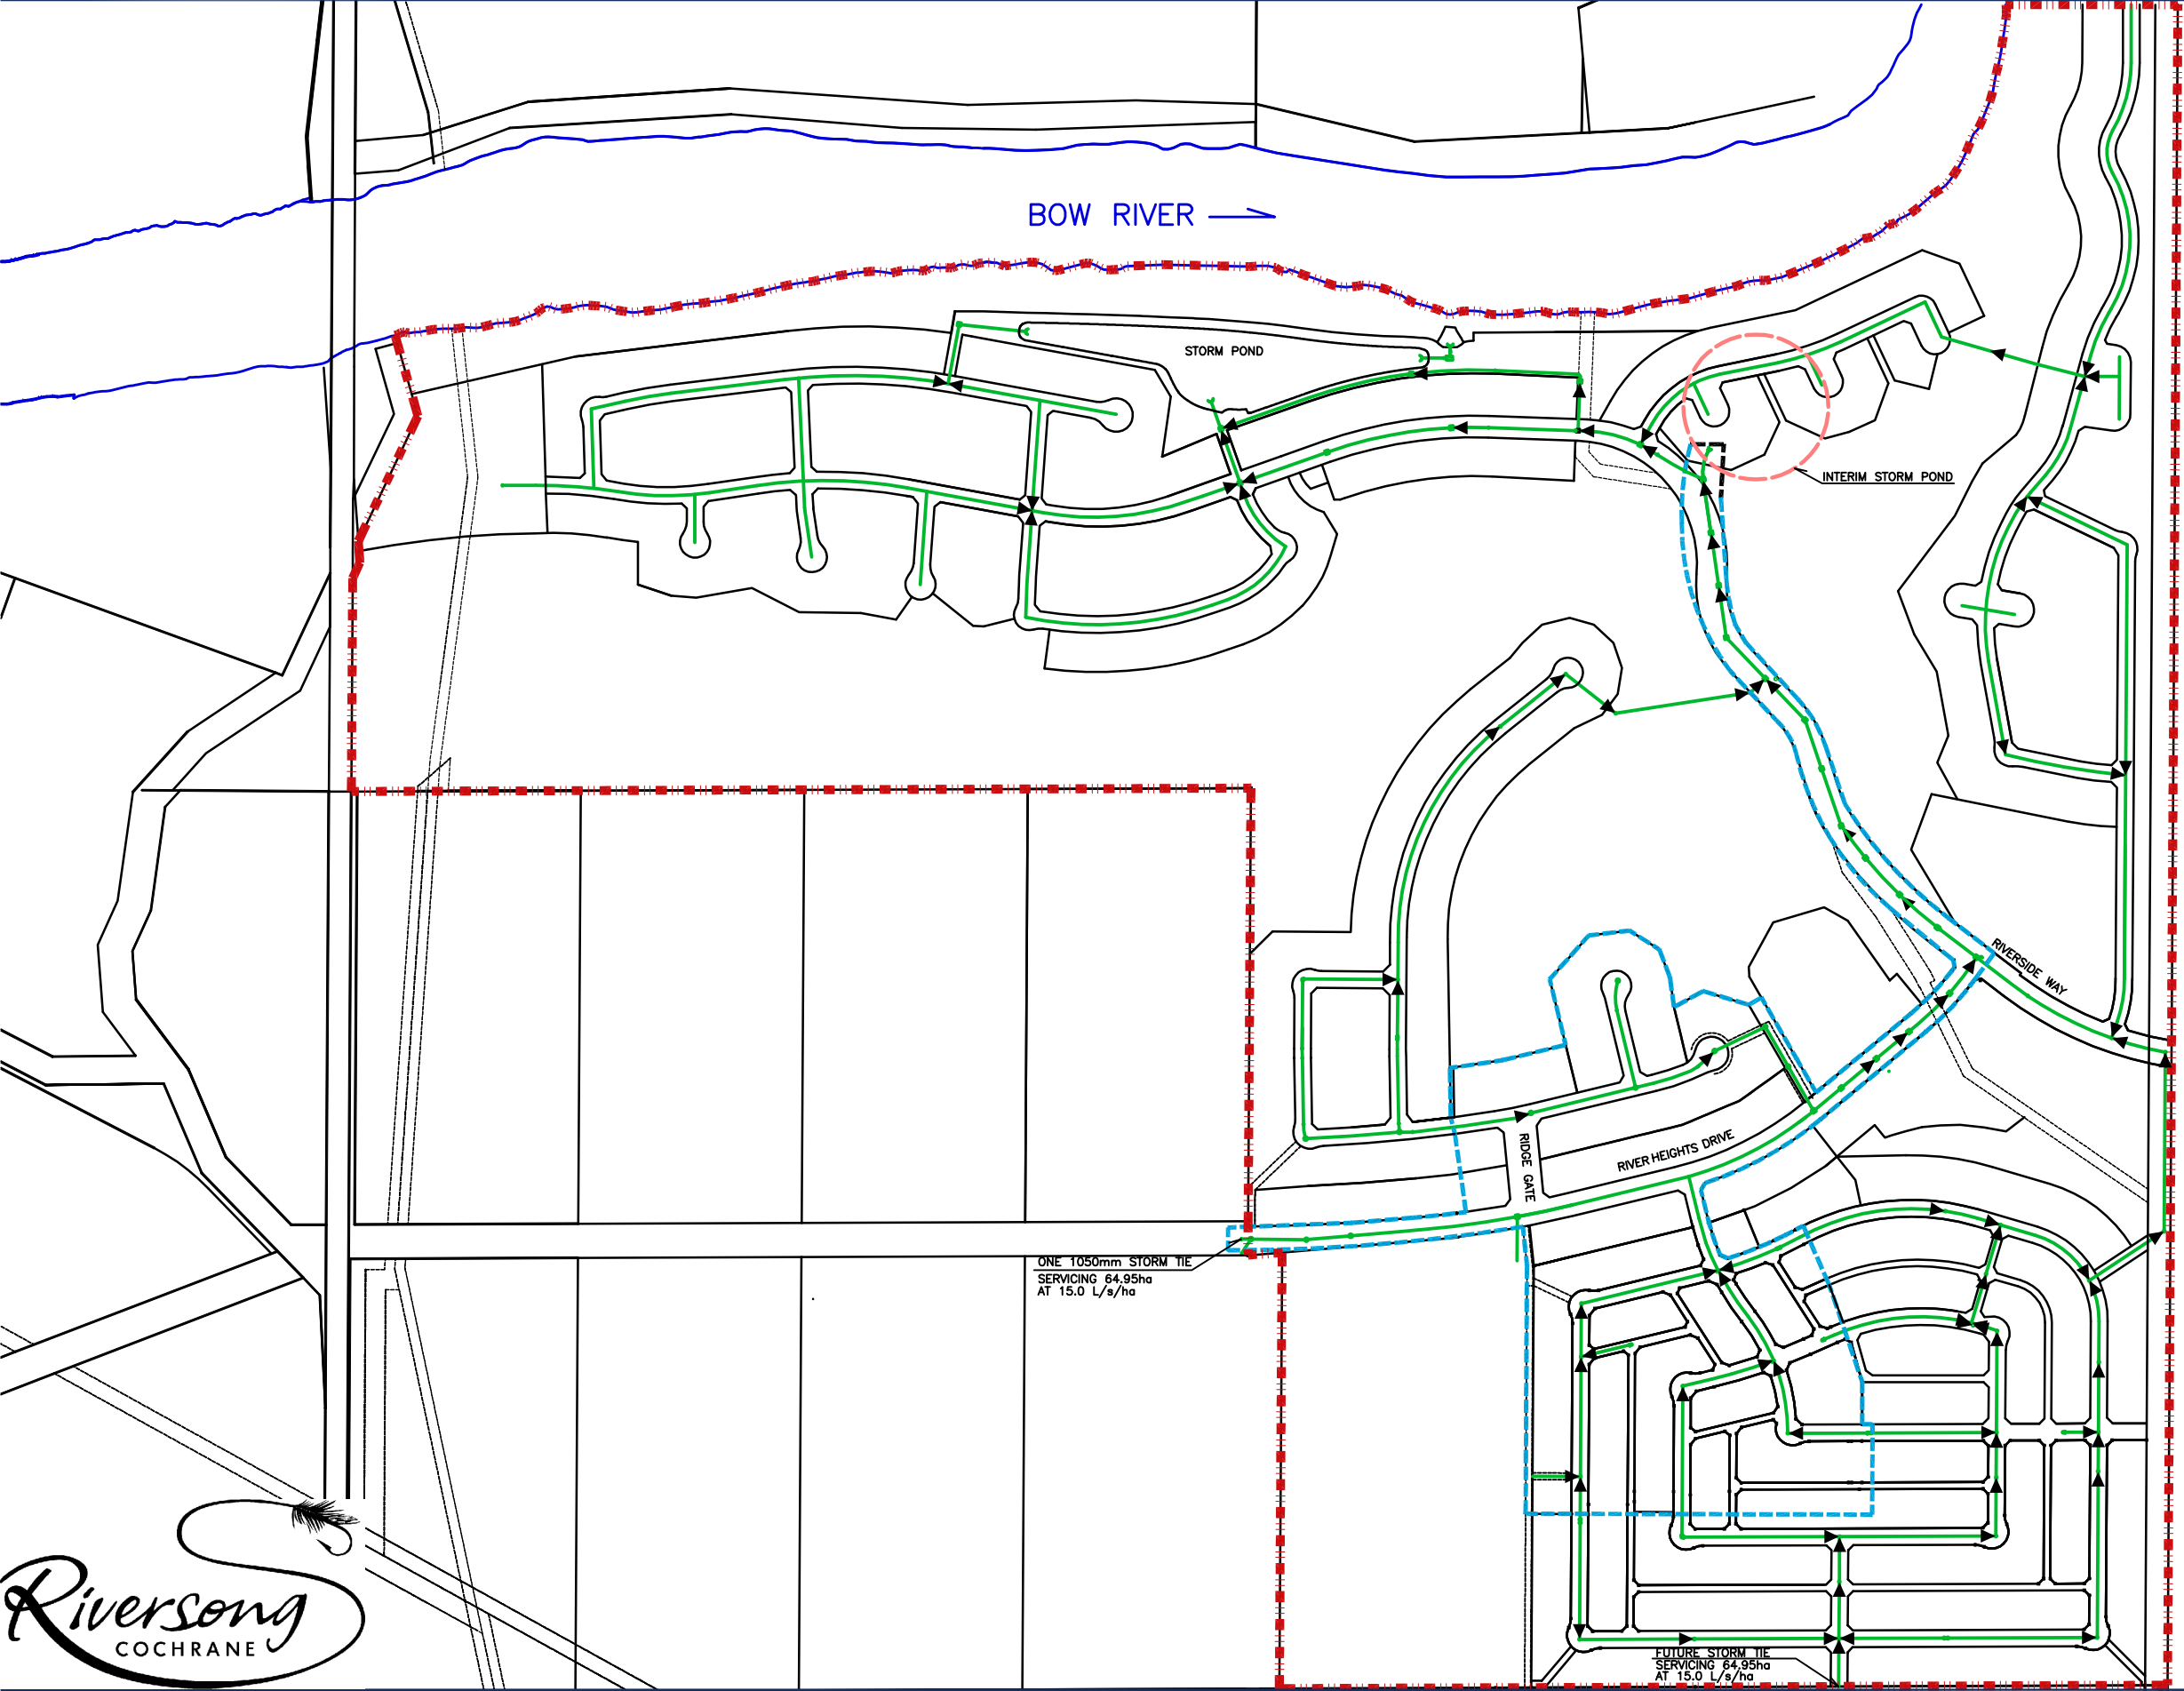 BOW RIVER
STORM POND
INTERIM STORM POND
RIVERSIDE WAY
RIDGE GATE
RIVER HEIGHTS DRIVE
ONE 1050mm STORM TIE
SERVICING 64.95ha
AT 15.0 L/s/ha
Riversong
COCHRANE
FUTURE STORM TIE
SERVICING 64.95ha
AT 15.0 L/s/ha